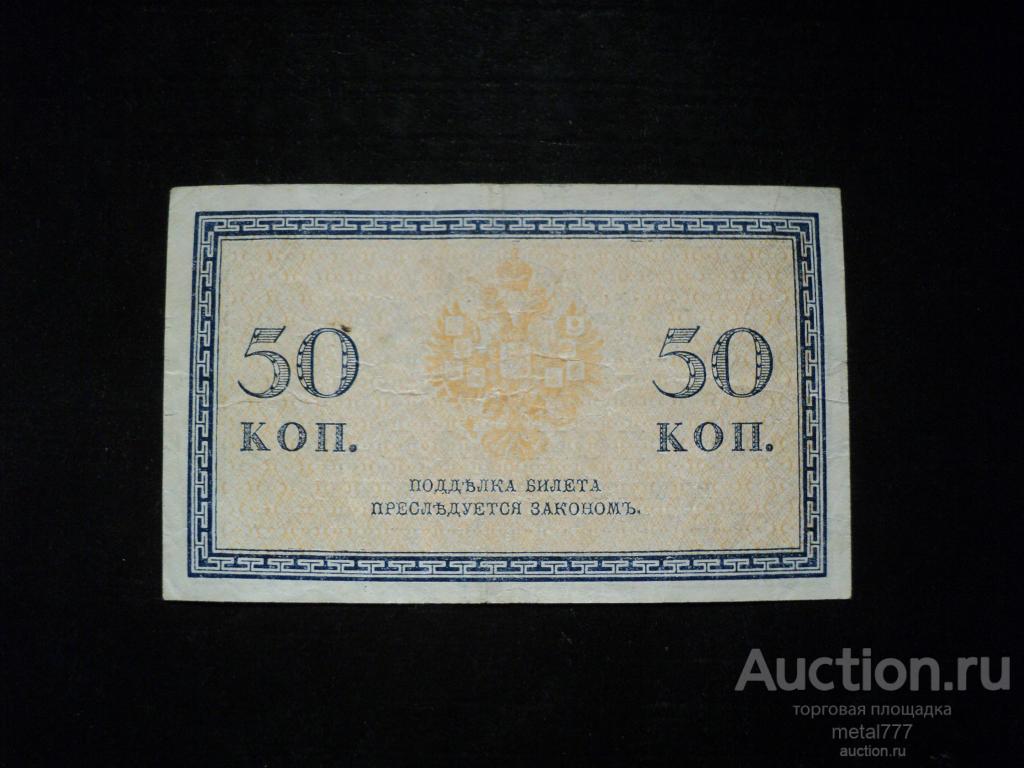 50
КОП.
50
КОП.
ПОДДѢЛКА БИЛЕТА
ПРЕСЛѢДУЕТСЯ ЗАКОНОМЪ.
Auction.ru
торговая площадка
metal777
auction.ru